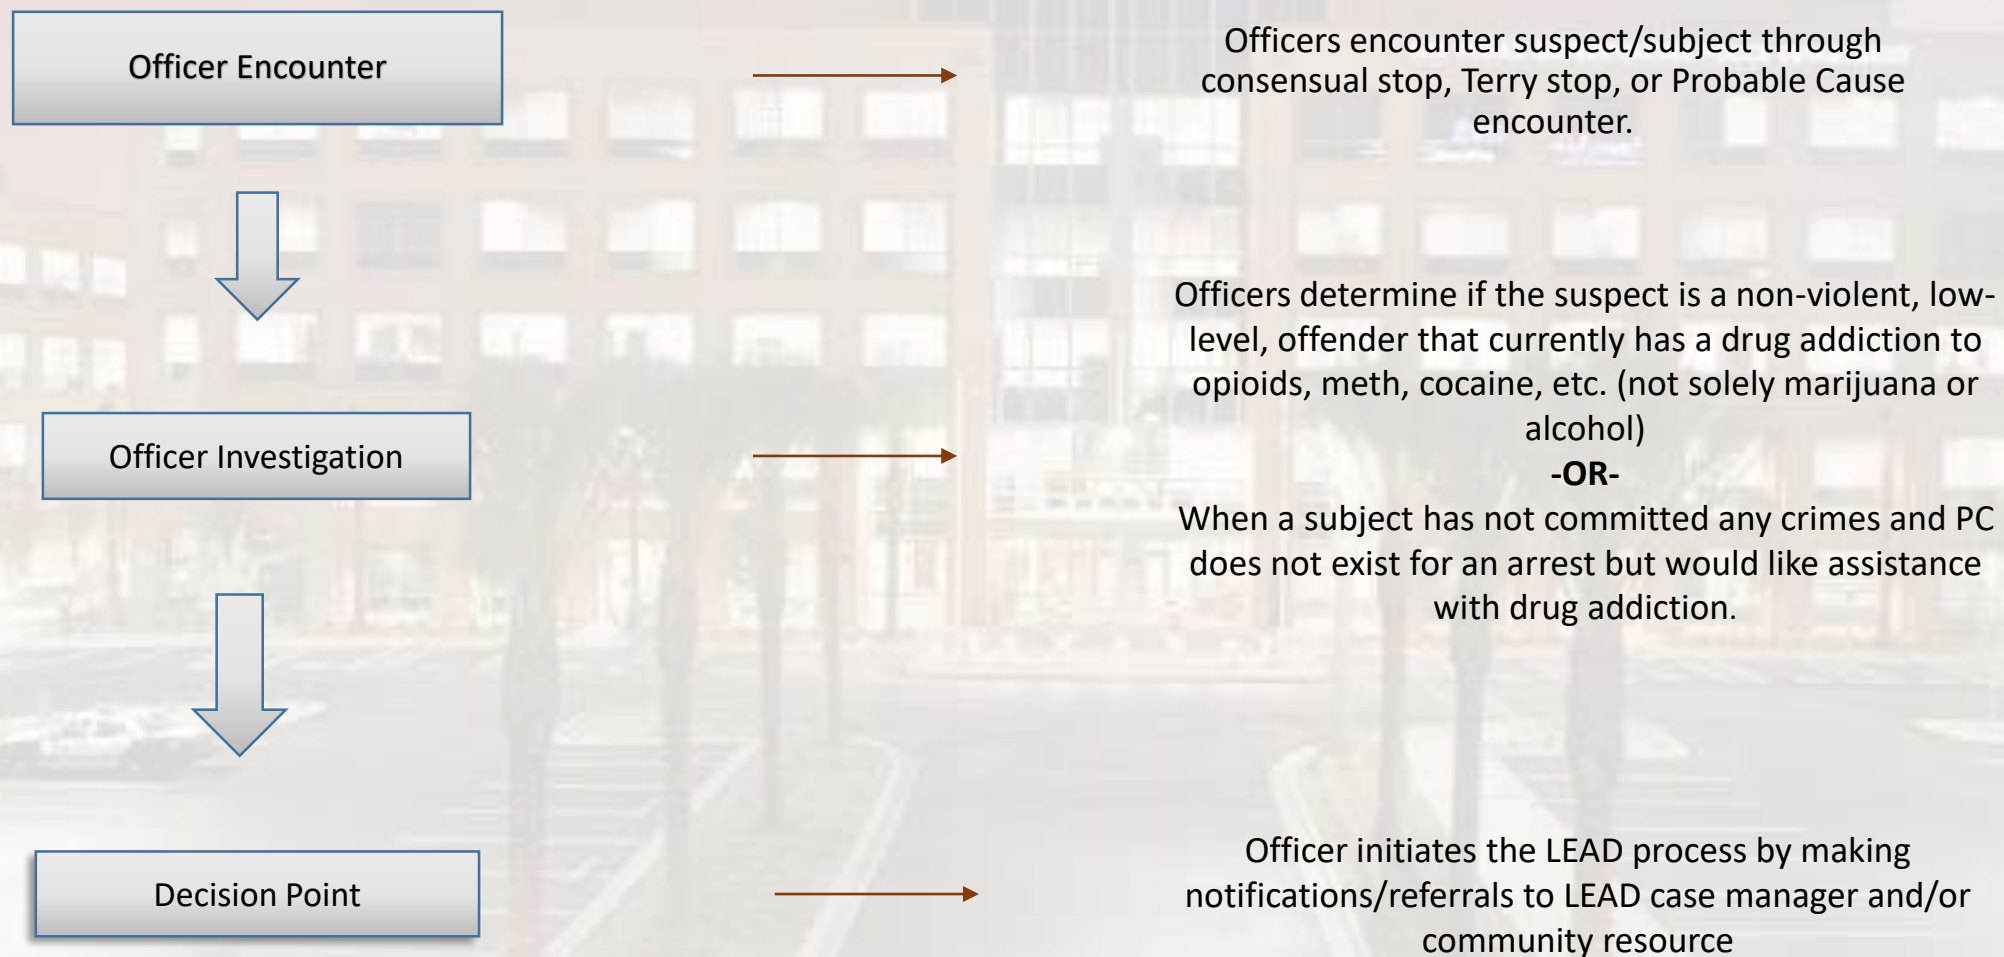 Officer Encounter
Officers encounter suspect/subject through
consensual stop, Terry stop, or Probable Cause
encounter.
Officer Investigation
Officers determine if the suspect is a non-violent, low-
level, offender that currently has a drug addiction to
opioids, meth, cocaine, etc. (not solely marijuana or
alcohol)
-OR-
When a subject has not committed any crimes and PC
does not exist for an arrest but would like assistance
with drug addiction.
Decision Point
Officer initiates the LEAD process by making
notifications/referrals to LEAD case manager and/or
community resource